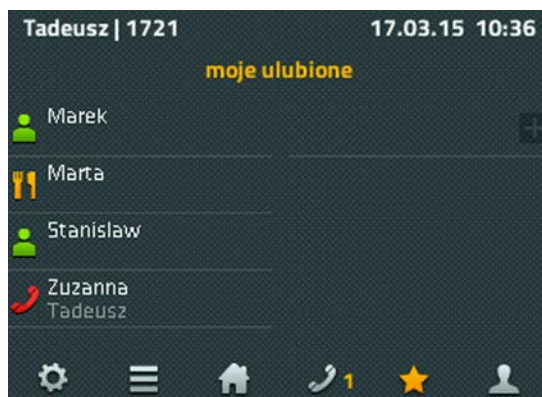 Tadeusz | 1721 17.03.15 10:36
moje ulubione
Marek
Marta
Stanislaw
Zuzanna
Tadeusz
1